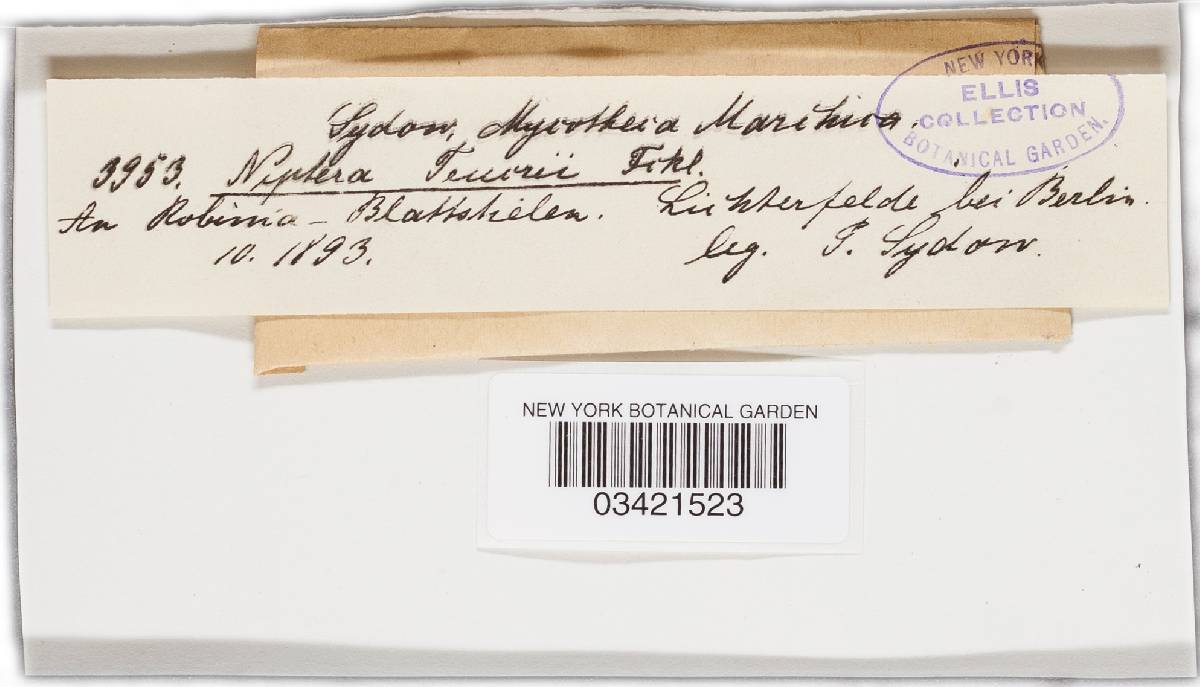 Sydow, Mycotheca Marchica.
3953. Niptera Teucrii Fckl.
An Robinia-Blattstielen. Lichterfelde bei Berlin.
10. 1893. leg. P. Sydow.
NEW YORK
ELLIS
COLLECTION
BOTANICAL GARDEN.
NEW YORK BOTANICAL GARDEN
03421523